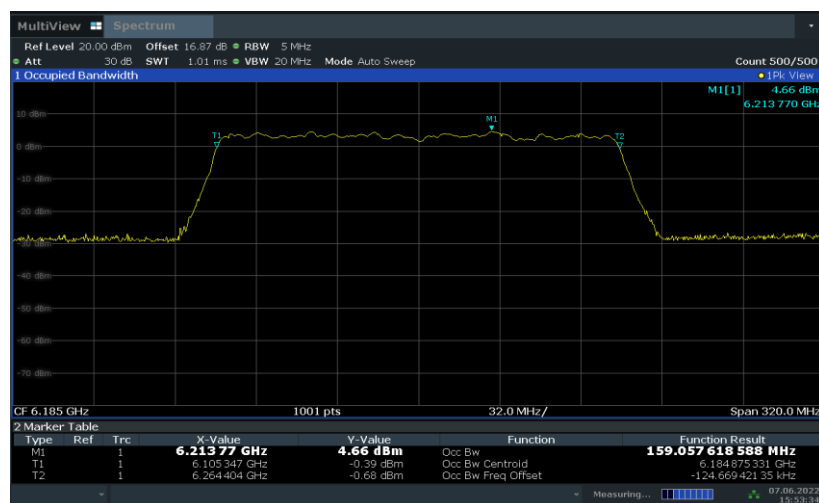 MultiView Spectrum
Ref Level 20.00 dBm Offset 16.87 dB RBW 5 MHz
Att 30 dB SWT 1.01 ms VBW 20 MHz Mode Auto Sweep Count 500/500
1 Occupied Bandwidth 1Pk View
M1[1] 4.66 dBm
6.213 770 GHz
10 dBm
M1
T1 T2
0 dBm
-10 dBm
-20 dBm
-30 dBm
-40 dBm
-50 dBm
-60 dBm
-70 dBm
CF 6.185 GHz 1001 pts 32.0 MHz/ Span 320.0 MHz
2 Marker Table
Type Ref Trc X-Value Y-Value Function Function Result
M1 1 6.213 77 GHz 4.66 dBm Occ Bw 159.057 618 588 MHz
T1 1 6.105 347 GHz -0.39 dBm Occ Bw Centroid 6.184 875 331 GHz
T2 1 6.264 404 GHz -0.68 dBm Occ Bw Freq Offset -124.669 421 35 kHz
Measuring... 07.06.2022
15:53:34